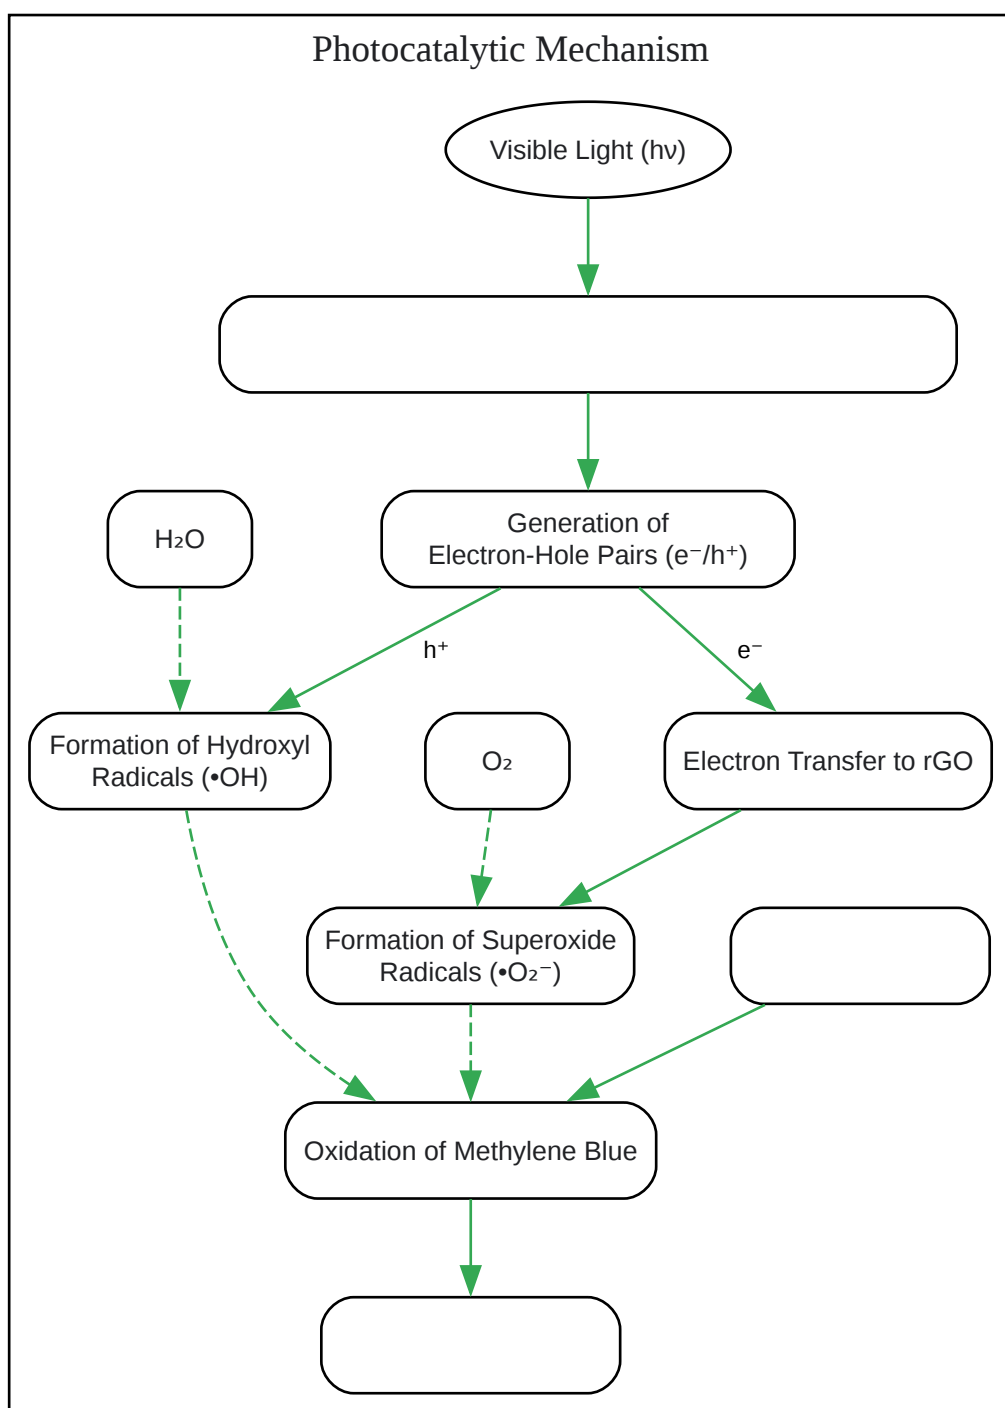 Photocatalytic Mechanism
Visible Light (hν)
H₂O
Generation of
Electron-Hole Pairs (e⁻/h⁺)
h⁺
e⁻
Formation of Hydroxyl
Radicals (•OH)
O₂
Electron Transfer to rGO
Formation of Superoxide
Radicals (•O₂⁻)
Oxidation of Methylene Blue